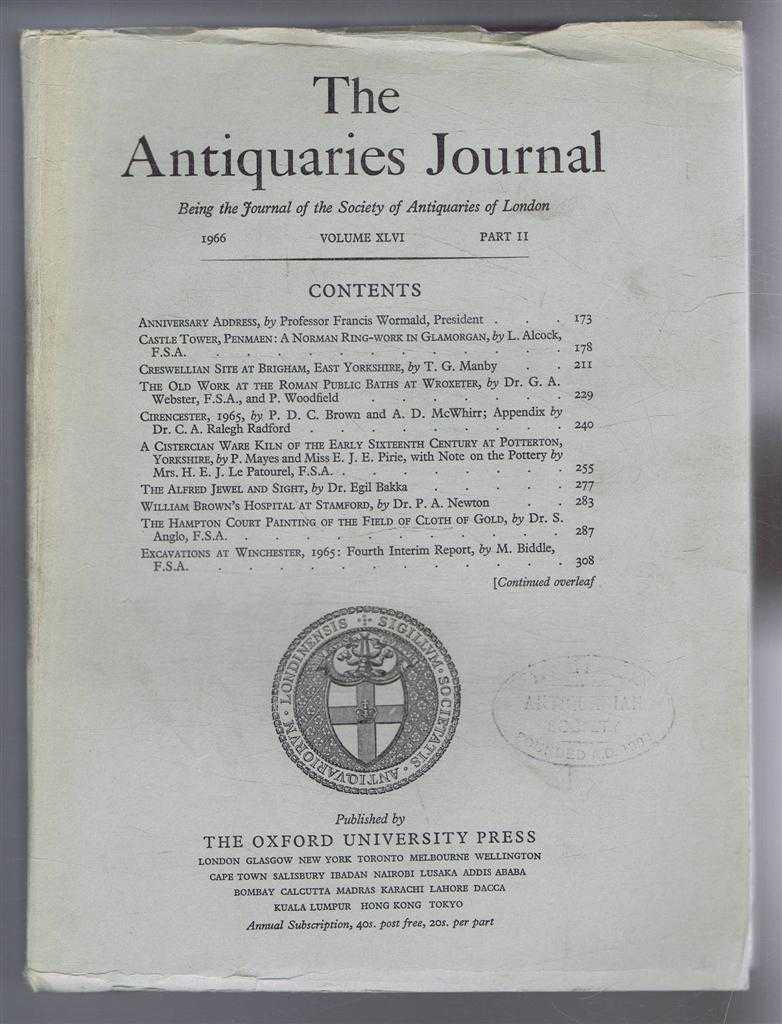 The
Antiquaries Journal
Being the Journal of the Society of Antiquaries of London
1966 VOLUME XLVI PART II
CONTENTS
ANNIVERSARY ADDRESS, by Professor Francis Wormald, President . . . 173
CASTLE TOWER, PENMAEN: A NORMAN RING-WORK IN GLAMORGAN, by L. Alcock,
F.S.A. . . . . . . . . . . . 178
CRESWELLIAN SITE AT BRIGHAM, EAST YORKSHIRE, by T. G. Manby . . 211
THE OLD WORK AT THE ROMAN PUBLIC BATHS AT WROXETER, by Dr. G. A.
Webster, F.S.A., and P. Woodfield . . . . . . 229
CIRENCESTER, 1965, by P. D. C. Brown and A. D. McWhirr; Appendix by
Dr. C. A. Ralegh Radford . . . . . . . 240
A CISTERCIAN WARE KILN OF THE EARLY SIXTEENTH CENTURY AT POTTERTON,
YORKSHIRE, by P. Mayes and Miss E. J. E. Pirie, with Note on the Pottery by
Mrs. H. E. J. Le Patourel, F.S.A. . . . . . . 255
THE ALFRED JEWEL AND SIGHT, by Dr. Egil Bakka . . . . . 277
WILLIAM BROWN'S HOSPITAL AT STAMFORD, by Dr. P. A. Newton . . 283
THE HAMPTON COURT PAINTING OF THE FIELD OF CLOTH OF GOLD, by Dr. S.
Anglo, F.S.A. . . . . . . . . . 287
EXCAVATIONS AT WINCHESTER, 1965: Fourth Interim Report, by M. Biddle,
F.S.A. . . . . . . . . . . . 308
[Continued overleaf
SIGILLVM · SOCIETATIS · ANTIQVARIORVM · LONDINENSIS
FOUNDED A.D.
Published by
THE OXFORD UNIVERSITY PRESS
LONDON GLASGOW NEW YORK TORONTO MELBOURNE WELLINGTON
CAPE TOWN SALISBURY IBADAN NAIROBI LUSAKA ADDIS ABABA
BOMBAY CALCUTTA MADRAS KARACHI LAHORE DACCA
KUALA LUMPUR HONG KONG TOKYO
Annual Subscription, 40s. post free, 20s. per part